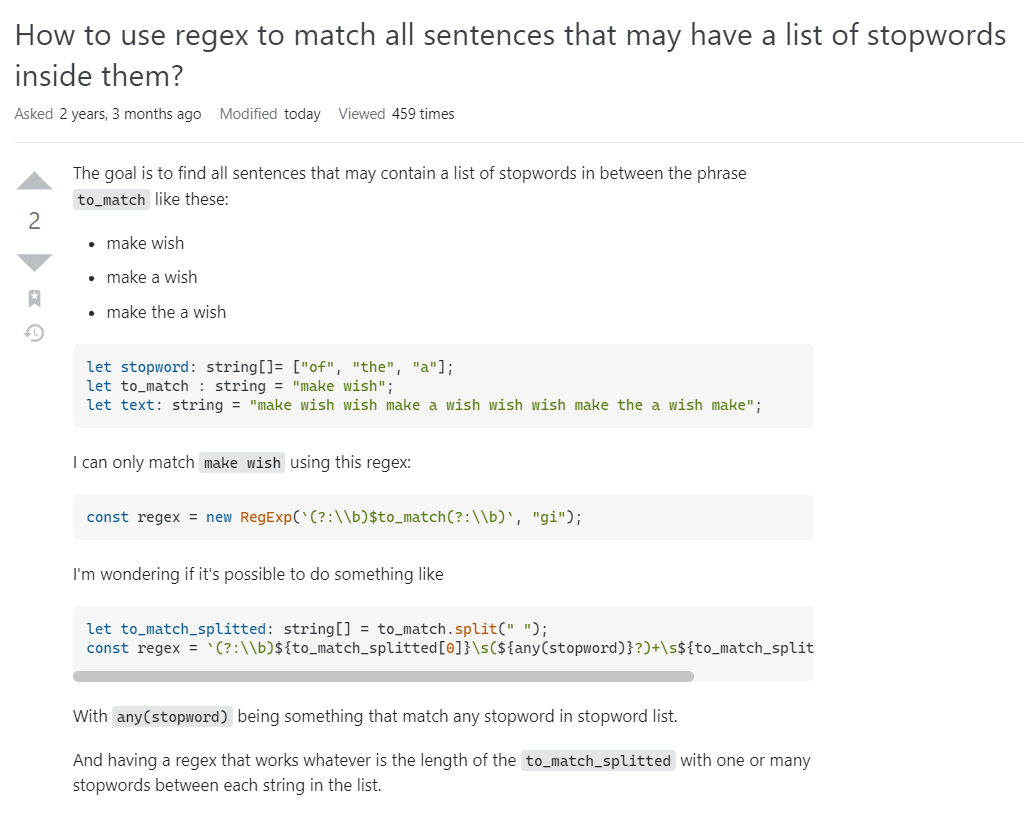 How to use regex to match all sentences that may have a list of stopwords
inside them?
Asked 2 years, 3 months ago Modified today Viewed 459 times
The goal is to find all sentences that may contain a list of stopwords in between the phrase
2
to_match like these:
• make wish
• make a wish
• make the a wish
let stopword: string[]= ["of", "the", "a"];
let to_match : string = "make wish";
let text: string = "make wish wish make a wish wish wish make the a wish make";
I can only match make wish using this regex:
const regex = new RegExp(`(?:\\b)$to_match(?:\\b)`, "gi");
I'm wondering if it's possible to do something like
let to_match_splitted: string[] = to_match.split(" ");
const regex = `(?:\\b)${to_match_splitted[0]}\s(${any(stopword)}?)+\s${to_match_split
With any(stopword) being something that match any stopword in stopword list.
And having a regex that works whatever is the length of the to_match_splitted with one or many
stopwords between each string in the list.